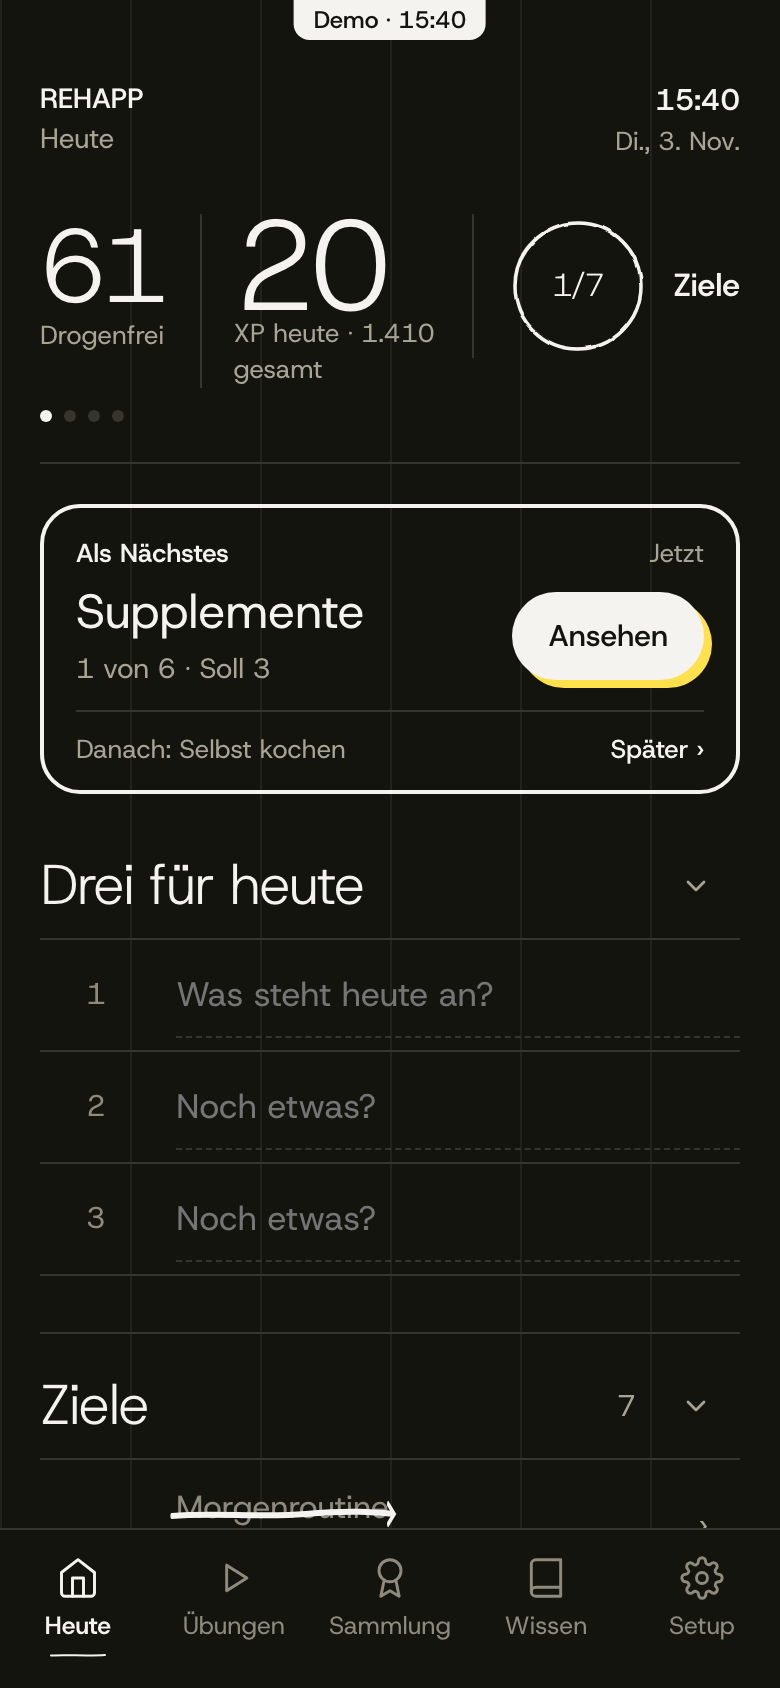 Demo · 15:40
REHAPP
15:40
Heute
Di., 3. Nov.
61
Drogenfrei
20
XP heute · 1.410
gesamt
1/7
Ziele
Als Nächstes
Jetzt
Supplemente
1 von 6 · Soll 3
Ansehen
Danach: Selbst kochen
Später ›
Drei für heute
1
Was steht heute an?
2
Noch etwas?
3
Noch etwas?
Ziele
7
Morgenroutine
Heute
Übungen
Sammlung
Wissen
Setup